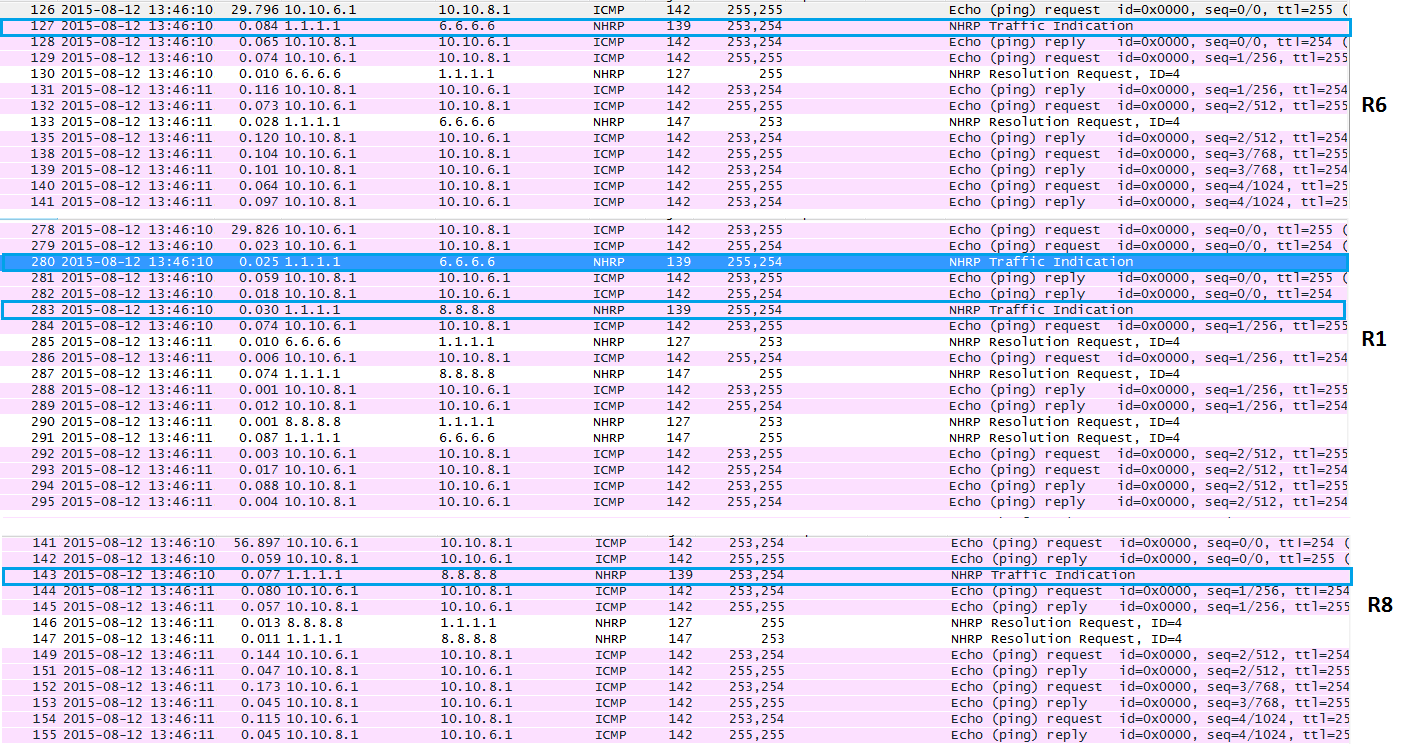 126 2015-08-12 13:46:10 29.796 10.10.6.1 10.10.8.1 ICMP 142 255,255 Echo (ping) request id=0x0000, seq=0/0, ttl=255 (
127 2015-08-12 13:46:10 0.084 1.1.1.1 6.6.6.6 NHRP 139 253,254 NHRP Traffic Indication
128 2015-08-12 13:46:10 0.065 10.10.8.1 10.10.6.1 ICMP 142 253,254 Echo (ping) reply id=0x0000, seq=0/0, ttl=254 (
129 2015-08-12 13:46:10 0.074 10.10.6.1 10.10.8.1 ICMP 142 255,255 Echo (ping) request id=0x0000, seq=1/256, ttl=255
130 2015-08-12 13:46:10 0.010 6.6.6.6 1.1.1.1 NHRP 127 255 NHRP Resolution Request, ID=4
131 2015-08-12 13:46:10 0.116 10.10.8.1 10.10.6.1 ICMP 142 253,254 Echo (ping) reply id=0x0000, seq=1/256, ttl=254
132 2015-08-12 13:46:10 0.073 10.10.6.1 10.10.8.1 ICMP 142 255,255 Echo (ping) request id=0x0000, seq=2/512, ttl=255
R6
133 2015-08-12 13:46:10 0.028 1.1.1.1 6.6.6.6 NHRP 147 253 NHRP Resolution Request, ID=4
135 2015-08-12 13:46:10 0.120 10.10.8.1 10.10.6.1 ICMP 142 253,254 Echo (ping) reply id=0x0000, seq=2/512, ttl=254
138 2015-08-12 13:46:10 0.104 10.10.6.1 10.10.8.1 ICMP 142 255,255 Echo (ping) request id=0x0000, seq=3/768, ttl=255
139 2015-08-12 13:46:10 0.101 10.10.8.1 10.10.6.1 ICMP 142 253,254 Echo (ping) reply id=0x0000, seq=3/768, ttl=254
140 2015-08-12 13:46:11 0.064 10.10.6.1 10.10.8.1 ICMP 142 255,255 Echo (ping) request id=0x0000, seq=4/1024, ttl=25
141 2015-08-12 13:46:11 0.097 10.10.8.1 10.10.6.1 ICMP 142 253,254 Echo (ping) reply id=0x0000, seq=4/1024, ttl=25
278 2015-08-12 13:46:10 29.826 10.10.6.1 10.10.8.1 ICMP 142 253,255 Echo (ping) request id=0x0000, seq=0/0, ttl=255 (
279 2015-08-12 13:46:10 0.023 10.10.6.1 10.10.8.1 ICMP 142 255,254 Echo (ping) request id=0x0000, seq=0/0, ttl=254 (
280 2015-08-12 13:46:10 0.025 1.1.1.1 6.6.6.6 NHRP 139 255,254 NHRP Traffic Indication
281 2015-08-12 13:46:10 0.059 10.10.8.1 10.10.6.1 ICMP 142 253,255 Echo (ping) reply id=0x0000, seq=0/0, ttl=255 (
282 2015-08-12 13:46:10 0.018 10.10.8.1 10.10.6.1 ICMP 142 255,254 Echo (ping) reply id=0x0000, seq=0/0, ttl=254
283 2015-08-12 13:46:10 0.030 1.1.1.1 8.8.8.8 NHRP 139 255,254 NHRP Traffic Indication
284 2015-08-12 13:46:10 0.074 10.10.6.1 10.10.8.1 ICMP 142 253,255 Echo (ping) request id=0x0000, seq=1/256, ttl=255
R1
285 2015-08-12 13:46:10 0.010 6.6.6.6 1.1.1.1 NHRP 127 253 NHRP Resolution Request, ID=4
286 2015-08-12 13:46:10 0.006 10.10.6.1 10.10.8.1 ICMP 142 255,254 Echo (ping) request id=0x0000, seq=1/256, ttl=254
287 2015-08-12 13:46:11 0.074 1.1.1.1 8.8.8.8 NHRP 147 255 NHRP Resolution Request, ID=4
288 2015-08-12 13:46:11 0.001 10.10.8.1 10.10.6.1 ICMP 142 253,255 Echo (ping) reply id=0x0000, seq=1/256, ttl=255
289 2015-08-12 13:46:11 0.012 10.10.8.1 10.10.6.1 ICMP 142 255,254 Echo (ping) reply id=0x0000, seq=1/256, ttl=254
290 2015-08-12 13:46:11 0.001 8.8.8.8 1.1.1.1 NHRP 127 253 NHRP Resolution Request, ID=4
291 2015-08-12 13:46:11 0.087 1.1.1.1 6.6.6.6 NHRP 147 255 NHRP Resolution Request, ID=4
292 2015-08-12 13:46:11 0.003 10.10.6.1 10.10.8.1 ICMP 142 253,255 Echo (ping) request id=0x0000, seq=2/512, ttl=255
293 2015-08-12 13:46:11 0.017 10.10.6.1 10.10.8.1 ICMP 142 255,254 Echo (ping) request id=0x0000, seq=2/512, ttl=254
294 2015-08-12 13:46:11 0.088 10.10.8.1 10.10.6.1 ICMP 142 253,255 Echo (ping) reply id=0x0000, seq=2/512, ttl=255
295 2015-08-12 13:46:11 0.004 10.10.8.1 10.10.6.1 ICMP 142 255,254 Echo (ping) reply id=0x0000, seq=2/512, ttl=254
141 2015-08-12 13:46:10 56.897 10.10.6.1 10.10.8.1 ICMP 142 253,254 Echo (ping) request id=0x0000, seq=0/0, ttl=254 (
142 2015-08-12 13:46:10 0.059 10.10.8.1 10.10.6.1 ICMP 142 255,255 Echo (ping) reply id=0x0000, seq=0/0, ttl=255 (
143 2015-08-12 13:46:10 0.077 1.1.1.1 8.8.8.8 NHRP 139 253,254 NHRP Traffic Indication
144 2015-08-12 13:46:10 0.080 10.10.6.1 10.10.8.1 ICMP 142 253,254 Echo (ping) request id=0x0000, seq=1/256, ttl=254
145 2015-08-12 13:46:10 0.057 10.10.8.1 10.10.6.1 ICMP 142 255,255 Echo (ping) reply id=0x0000, seq=1/256, ttl=255
R8
146 2015-08-12 13:46:10 0.013 8.8.8.8 1.1.1.1 NHRP 127 255 NHRP Resolution Request, ID=4
147 2015-08-12 13:46:11 0.011 1.1.1.1 8.8.8.8 NHRP 147 253 NHRP Resolution Request, ID=4
149 2015-08-12 13:46:11 0.144 10.10.6.1 10.10.8.1 ICMP 142 253,254 Echo (ping) request id=0x0000, seq=2/512, ttl=254
151 2015-08-12 13:46:11 0.047 10.10.8.1 10.10.6.1 ICMP 142 255,255 Echo (ping) reply id=0x0000, seq=2/512, ttl=255
152 2015-08-12 13:46:11 0.173 10.10.6.1 10.10.8.1 ICMP 142 253,254 Echo (ping) request id=0x0000, seq=3/768, ttl=254
153 2015-08-12 13:46:11 0.045 10.10.8.1 10.10.6.1 ICMP 142 255,255 Echo (ping) reply id=0x0000, seq=3/768, ttl=255
154 2015-08-12 13:46:11 0.115 10.10.6.1 10.10.8.1 ICMP 142 253,254 Echo (ping) request id=0x0000, seq=4/1024, ttl=25
155 2015-08-12 13:46:11 0.045 10.10.8.1 10.10.6.1 ICMP 142 255,255 Echo (ping) reply id=0x0000, seq=4/1024, ttl=25